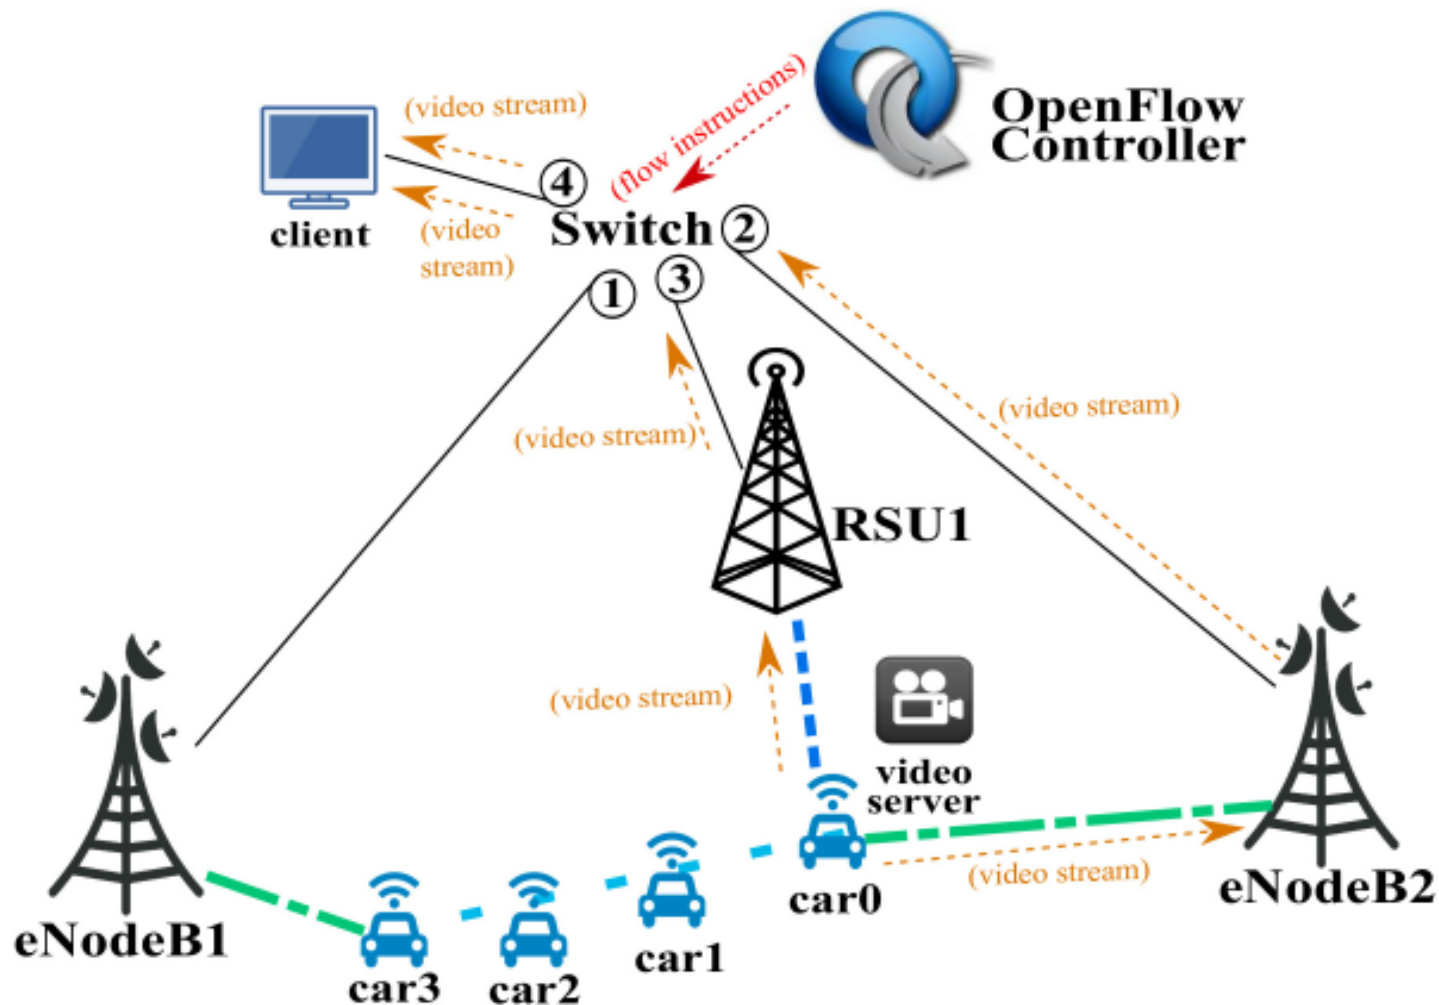 OpenFlow
Controller
(flow instructions)
(video stream)
client
4
Switch
2
(video
stream)
1
3
(video stream)
(video stream)
RSU1
(video stream)
video
server
(video stream)
eNodeB1
car3
car2
car1
car0
eNodeB2